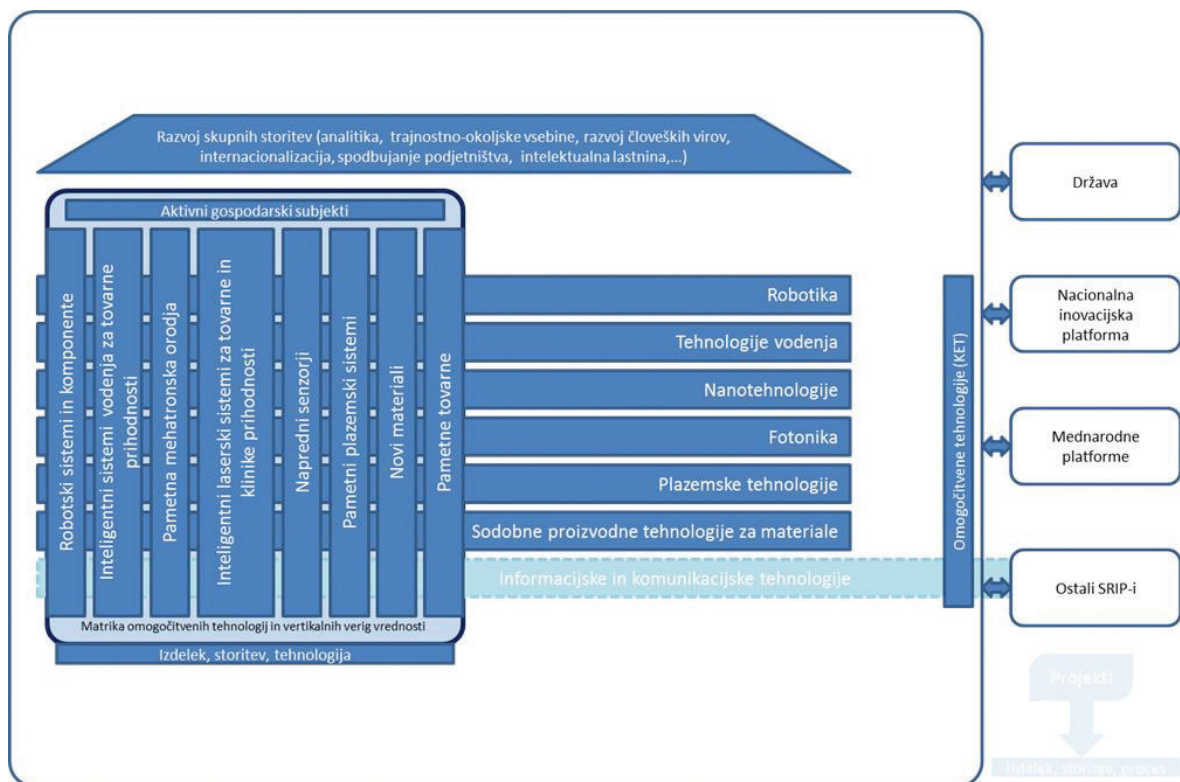 Razvoj skupnih storitev (analitika, trajnostno-okoljske vsebine, razvoj človeških virov,
internacionalizacija, spodbujanje podjetništva, intelektualna lastnina,...)
Aktivni gospodarski subjekti
Robotski sistemi in komponente
Inteligentni sistemi vodenja za tovarne
prihodnosti
Pametna mehatronska orodja
Inteligentni laserski sistemi za tovarne in
klinike prihodnosti
Napredni senzorji
Pametni plazemski sistemi
Novi materiali
Pametne tovarne
Robotika
Tehnologije vodenja
Nanotehnologije
Fotonika
Plazemske tehnologije
Sodobne proizvodne tehnologije za materiale
Informacijske in komunikacijske tehnologije
Matrika omogočitvenih tehnologij in vertikalnih verig vrednosti
Izdelek, storitev, tehnologija
Omogočitvene tehnologije (KET)
Država
Nacionalna
inovacijska
platforma
Mednarodne
platforme
Ostali SRIP-i
Projekti
Izdelek, storitev, proces